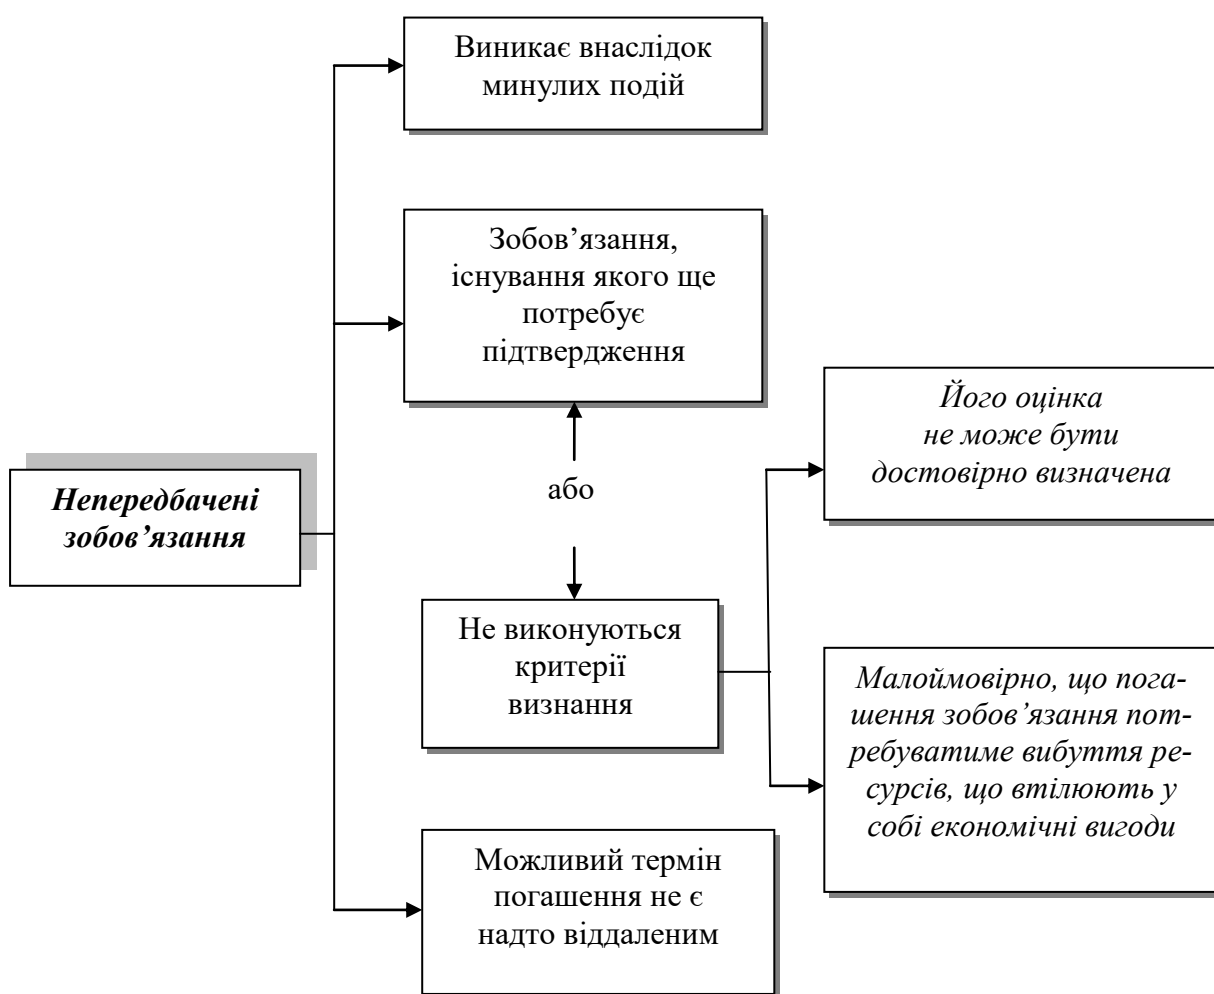 Виникає внаслідок
минулих подій
Зобов’язання,
існування якого ще
потребує
підтвердження
Його оцінка
не може бути
достовірно визначена
Непередбачені
зобов’язання
або
Не виконуються
критерії
визнання
Малоймовірно, що пога-
шення зобов’язання пот-
ребуватиме вибуття ре-
сурсів, що втілюють у
собі економічні вигоди
Можливий термін
погашення не є
надто віддаленим